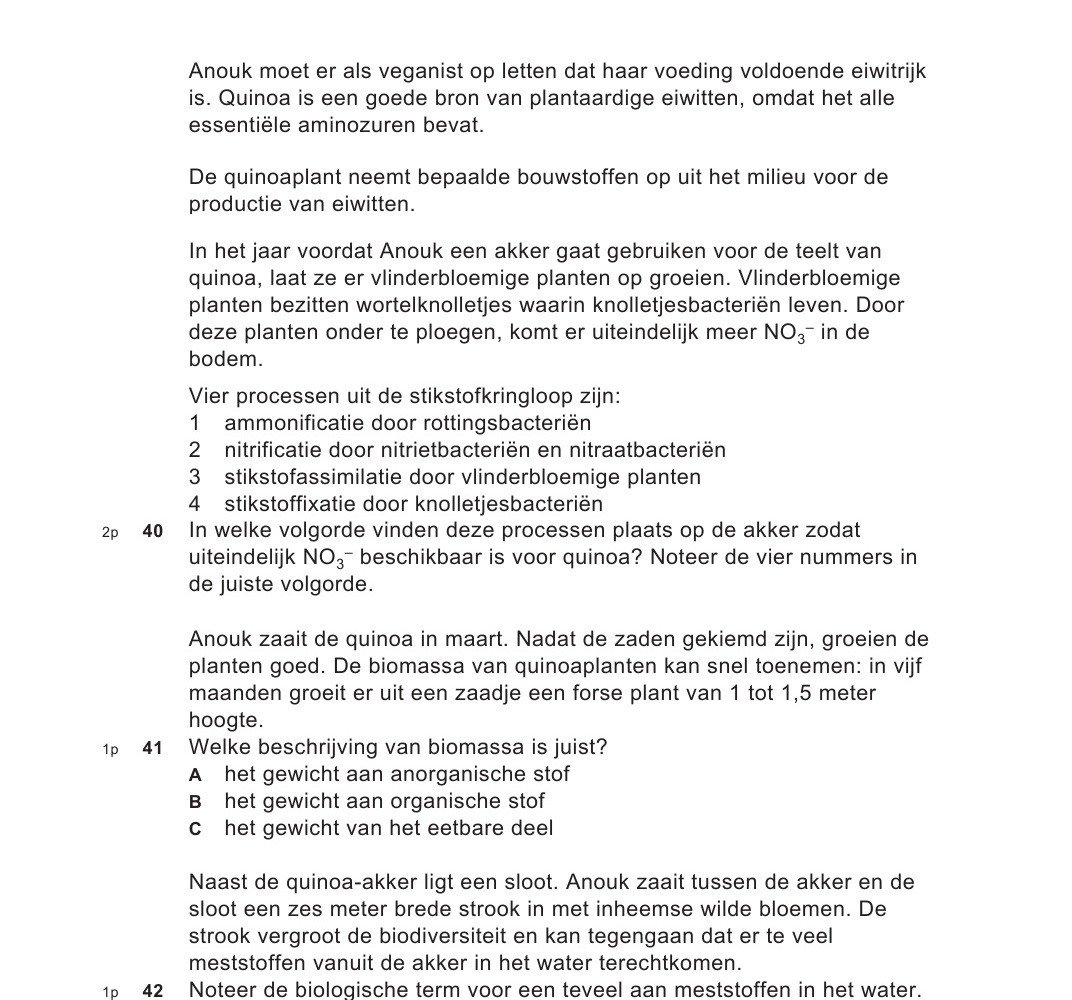 Anouk moet er als veganist op letten dat haar voeding voldoende eiwitrijk
is. Quinoa is een goede bron van plantaardige eiwitten, omdat het alle
essentiële aminozuren bevat.
De quinoaplant neemt bepaalde bouwstoffen op uit het milieu voor de
productie van eiwitten.
In het jaar voordat Anouk een akker gaat gebruiken voor de teelt van
quinoa, laat ze er vlinderbloemige planten op groeien. Vlinderbloemige
planten bezitten wortelknolletjes waarin knolletjesbacteriën leven. Door
deze planten onder te ploegen, komt er uiteindelijk meer NO₃⁻ in de
bodem.
Vier processen uit de stikstofkringloop zijn:
1 ammonificatie door rottingsbacteriën
2 nitrificatie door nitrietbacteriën en nitraatbacteriën
3 stikstofassimilatie door vlinderbloemige planten
4 stikstoffixatie door knolletjesbacteriën
2p 40 In welke volgorde vinden deze processen plaats op de akker zodat
uiteindelijk NO₃⁻ beschikbaar is voor quinoa? Noteer de vier nummers in
de juiste volgorde.
Anouk zaait de quinoa in maart. Nadat de zaden gekiemd zijn, groeien de
planten goed. De biomassa van quinoaplanten kan snel toenemen: in vijf
maanden groeit er uit een zaadje een forse plant van 1 tot 1,5 meter
hoogte.
1p 41 Welke beschrijving van biomassa is juist?
A het gewicht aan anorganische stof
B het gewicht aan organische stof
C het gewicht van het eetbare deel
Naast de quinoa-akker ligt een sloot. Anouk zaait tussen de akker en de
sloot een zes meter brede strook in met inheemse wilde bloemen. De
strook vergroot de biodiversiteit en kan tegengaan dat er te veel
meststoffen vanuit de akker in het water terechtkomen.
1p 42 Noteer de biologische term voor een teveel aan meststoffen in het water.